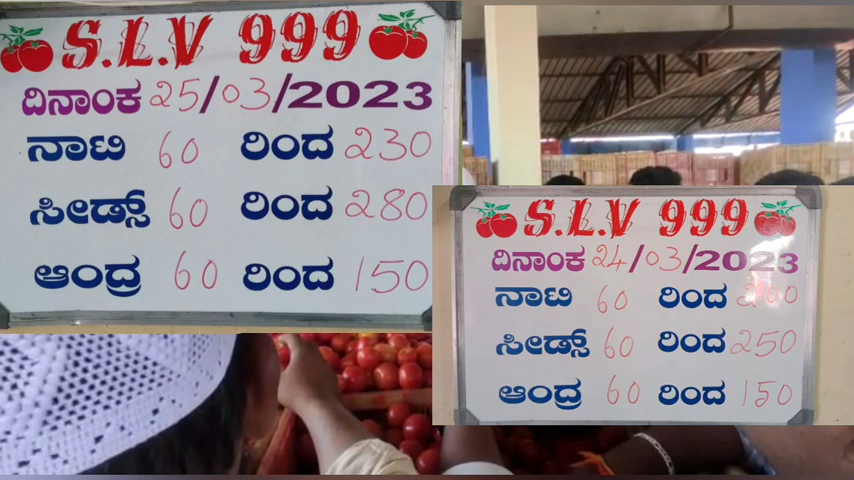 S.L.V 999
ದಿನಾಂಕ 25/03/2023
ನಾಟಿ 60 ರಿಂದ 230
ಸೀಡ್ಸ್ 60 ರಿಂದ 280
ಆಂದ್ರ 60 ರಿಂದ 150
S.L.V 999
ದಿನಾಂಕ 24/03/2023
ನಾಟಿ 60 ರಿಂದ
ಸೀಡ್ಸ್ 60 ರಿಂದ 250
ಆಂದ್ರ 60 ರಿಂದ 150